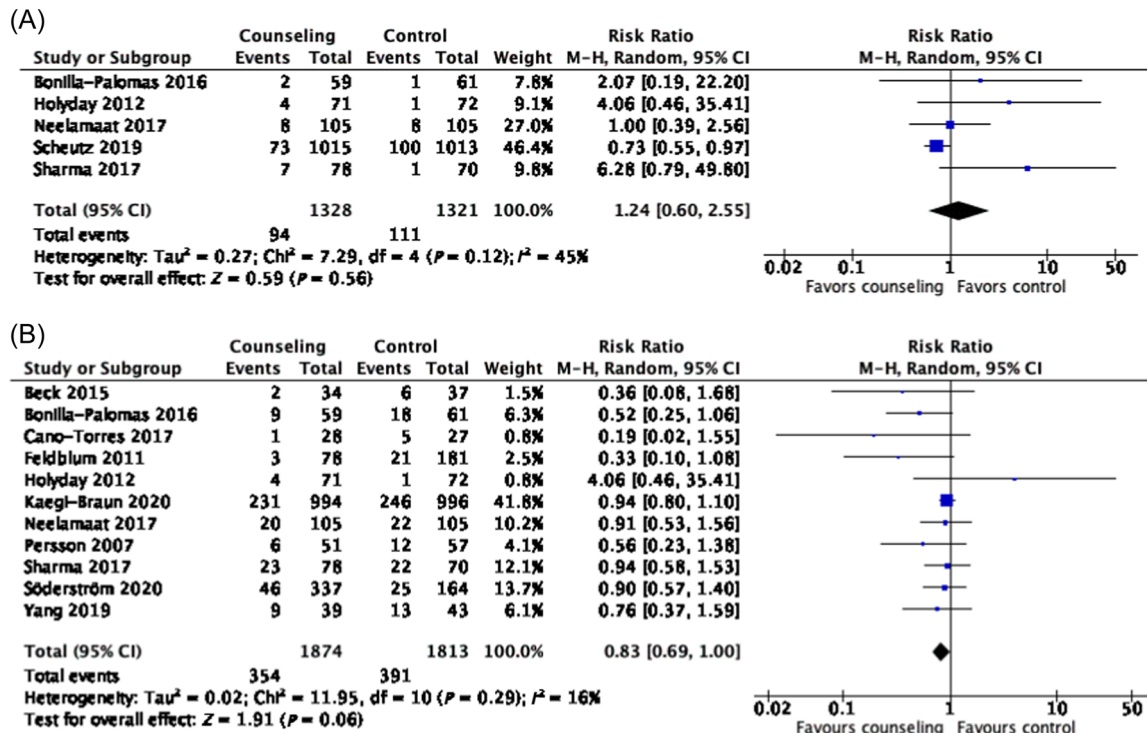 (A)
Counseling Control Risk Ratio Risk Ratio
Study or Subgroup Events Total Events Total Weight M-H, Random, 95% CI M-H, Random, 95% CI
Bonilla-Palomas 2016 2 59 1 61 7.8% 2.07 [0.19, 22.20]
Holyday 2012 4 71 1 72 9.1% 4.06 [0.46, 35.41]
Neelamaat 2017 8 105 8 105 27.0% 1.00 [0.39, 2.56]
Scheutz 2019 73 1015 100 1013 46.4% 0.73 [0.55, 0.97]
Sharma 2017 7 78 1 70 9.8% 6.28 [0.79, 49.80]
Total (95% CI) 1328 1321 100.0% 1.24 [0.60, 2.55]
Total events 94 111
Heterogeneity: Tau² = 0.27; Chi² = 7.29, df = 4 (P = 0.12); I² = 45%
Test for overall effect: Z = 0.59 (P = 0.56)
0.02 0.1 1 10 50
Favors counseling Favors control
(B)
Counseling Control Risk Ratio Risk Ratio
Study or Subgroup Events Total Events Total Weight M-H, Random, 95% CI M-H, Random, 95% CI
Beck 2015 2 34 6 37 1.5% 0.36 [0.08, 1.68]
Bonilla-Palomas 2016 9 59 18 61 6.3% 0.52 [0.25, 1.06]
Cano-Torres 2017 1 28 5 27 0.8% 0.19 [0.02, 1.55]
Feldblum 2011 3 78 21 181 2.5% 0.33 [0.10, 1.08]
Holyday 2012 4 71 1 72 0.8% 4.06 [0.46, 35.41]
Kaegi-Braun 2020 231 994 246 996 41.8% 0.94 [0.80, 1.10]
Neelamaat 2017 20 105 22 105 10.2% 0.91 [0.53, 1.56]
Persson 2007 6 51 12 57 4.1% 0.56 [0.23, 1.38]
Sharma 2017 23 78 22 70 12.1% 0.94 [0.58, 1.53]
Söderström 2020 46 337 25 164 13.7% 0.90 [0.57, 1.40]
Yang 2019 9 39 13 43 6.1% 0.76 [0.37, 1.59]
Total (95% CI) 1874 1813 100.0% 0.83 [0.69, 1.00]
Total events 354 391
Heterogeneity: Tau² = 0.02; Chi² = 11.95, df = 10 (P = 0.29); I² = 16%
Test for overall effect: Z = 1.91 (P = 0.06)
0.02 0.1 1 10 50
Favours counseling Favours control